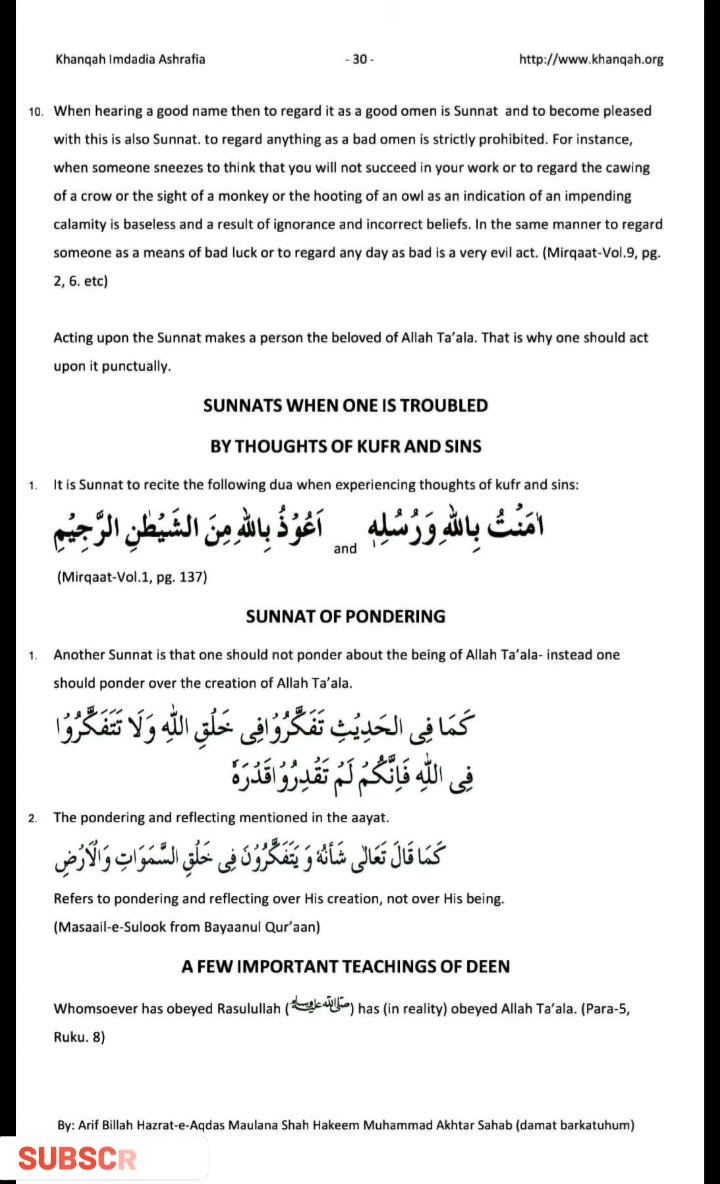 Khanqah Imdadia Ashrafia - 30 - http://www.khanqah.org
10. When hearing a good name then to regard it as a good omen is Sunnat and to become pleased
with this is also Sunnat. to regard anything as a bad omen is strictly prohibited. For instance,
when someone sneezes to think that you will not succeed in your work or to regard the cawing
of a crow or the sight of a monkey or the hooting of an owl as an indication of an impending
calamity is baseless and a result of ignorance and incorrect beliefs. In the same manner to regard
someone as a means of bad luck or to regard any day as bad is a very evil act. (Mirqaat-Vol.9, pg.
2, 6. etc)
Acting upon the Sunnat makes a person the beloved of Allah Ta’ala. That is why one should act
upon it punctually.
SUNNATS WHEN ONE IS TROUBLED
BY THOUGHTS OF KUFR AND SINS
1. It is Sunnat to recite the following dua when experiencing thoughts of kufr and sins:
اٰمَنْتُ بِاللّٰهِ وَرُسُلِهٖ and اَعُوْذُ بِاللّٰهِ مِنَ الشَّيْطٰنِ الرَّجِيْمِ
(Mirqaat-Vol.1, pg. 137)
SUNNAT OF PONDERING
1. Another Sunnat is that one should not ponder about the being of Allah Ta’ala- instead one
should ponder over the creation of Allah Ta’ala.
كَمَا فِى الْحَدِيْثِ تَفَكَّرُوْا فِى خَلْقِ اللّٰهِ وَلَا تَتَفَكَّرُوْا
فِى اللّٰهِ فَاِنَّكُمْ لَمْ تَقْدِرُوْا قَدْرَهٗ
2. The pondering and reflecting mentioned in the aayat.
كَمَا قَالَ تَعَالٰى شَأْنُهٗ وَ يَتَفَكَّرُوْنَ فِى خَلْقِ السَّمٰوَاتِ وَالْاَرْضِ
Refers to pondering and reflecting over His creation, not over His being.
(Masaail-e-Sulook from Bayaanul Qur’aan)
A FEW IMPORTANT TEACHINGS OF DEEN
Whomsoever has obeyed Rasulullah (صلى الله عليه وسلم) has (in reality) obeyed Allah Ta’ala. (Para-5,
Ruku. 8)
By: Arif Billah Hazrat-e-Aqdas Maulana Shah Hakeem Muhammad Akhtar Sahab (damat barkatuhum)
SUBSCR